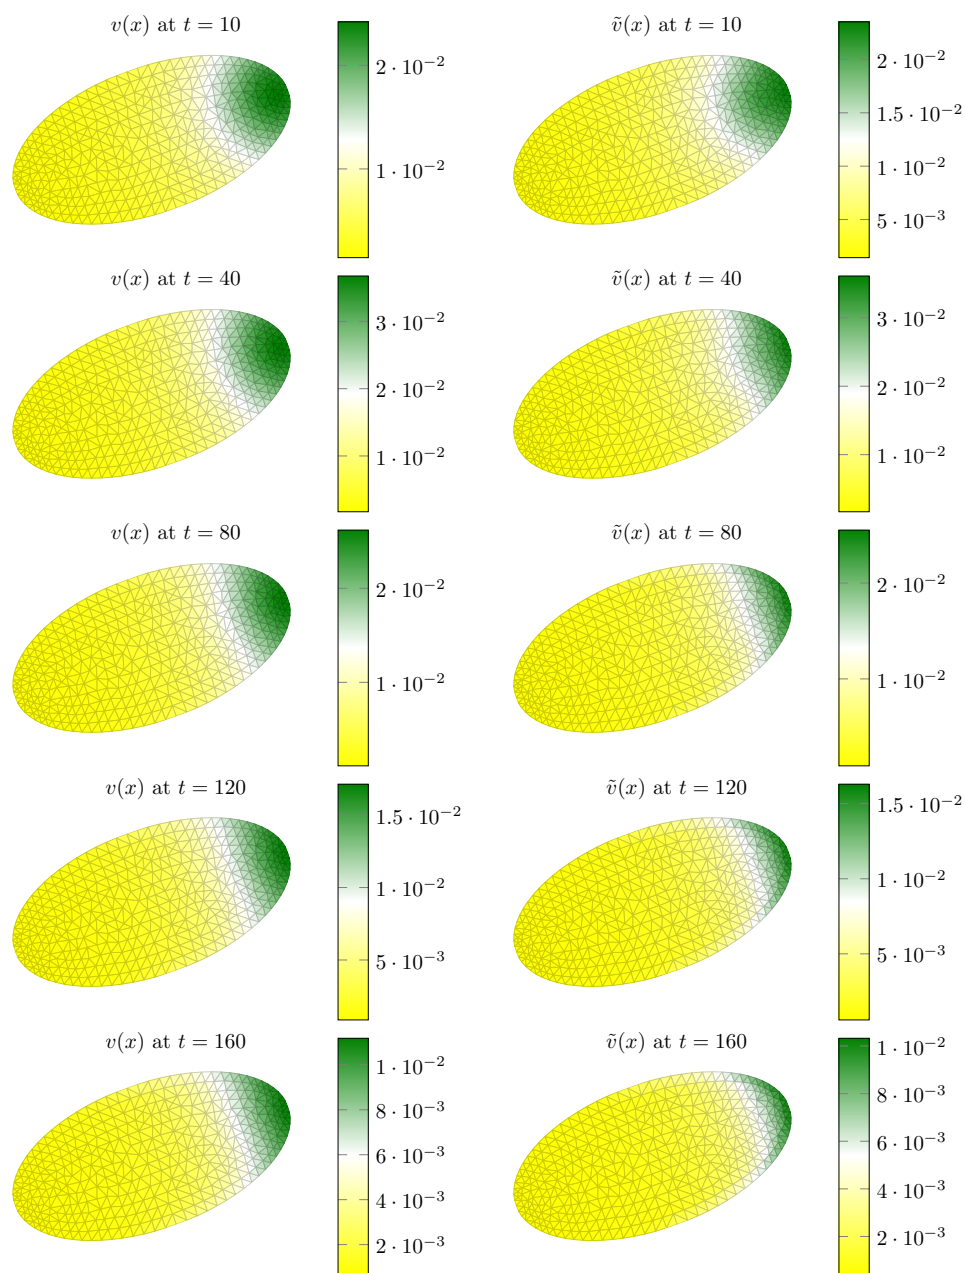 v(x) at t = 10
2 · 10⁻²
1 · 10⁻²
ṽ(x) at t = 10
2 · 10⁻²
1.5 · 10⁻²
1 · 10⁻²
5 · 10⁻³
v(x) at t = 40
3 · 10⁻²
2 · 10⁻²
1 · 10⁻²
ṽ(x) at t = 40
3 · 10⁻²
2 · 10⁻²
1 · 10⁻²
v(x) at t = 80
2 · 10⁻²
1 · 10⁻²
ṽ(x) at t = 80
2 · 10⁻²
1 · 10⁻²
v(x) at t = 120
1.5 · 10⁻²
1 · 10⁻²
5 · 10⁻³
ṽ(x) at t = 120
1.5 · 10⁻²
1 · 10⁻²
5 · 10⁻³
v(x) at t = 160
1 · 10⁻²
8 · 10⁻³
6 · 10⁻³
4 · 10⁻³
2 · 10⁻³
ṽ(x) at t = 160
1 · 10⁻²
8 · 10⁻³
6 · 10⁻³
4 · 10⁻³
2 · 10⁻³